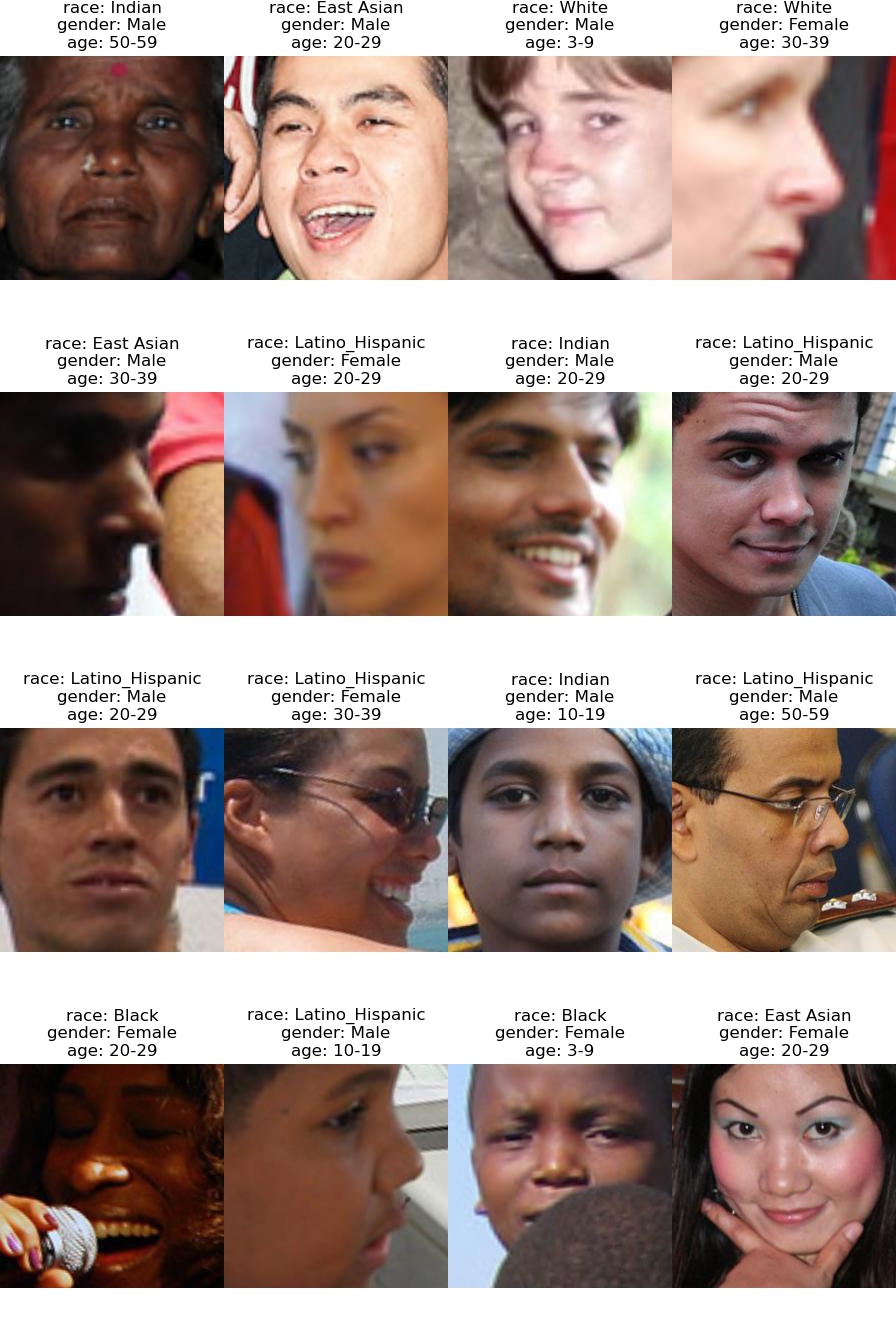 race: Indian
gender: Male
age: 50-59
race: East Asian
gender: Male
age: 20-29
race: White
gender: Male
age: 3-9
race: White
gender: Female
age: 30-39
race: East Asian
gender: Male
age: 30-39
race: Latino_Hispanic
gender: Female
age: 20-29
race: Indian
gender: Male
age: 20-29
race: Latino_Hispanic
gender: Male
age: 20-29
race: Latino_Hispanic
gender: Male
age: 20-29
race: Latino_Hispanic
gender: Female
age: 30-39
race: Indian
gender: Male
age: 10-19
race: Latino_Hispanic
gender: Male
age: 50-59
race: Black
gender: Female
age: 20-29
race: Latino_Hispanic
gender: Male
age: 10-19
race: Black
gender: Female
age: 3-9
race: East Asian
gender: Female
age: 20-29